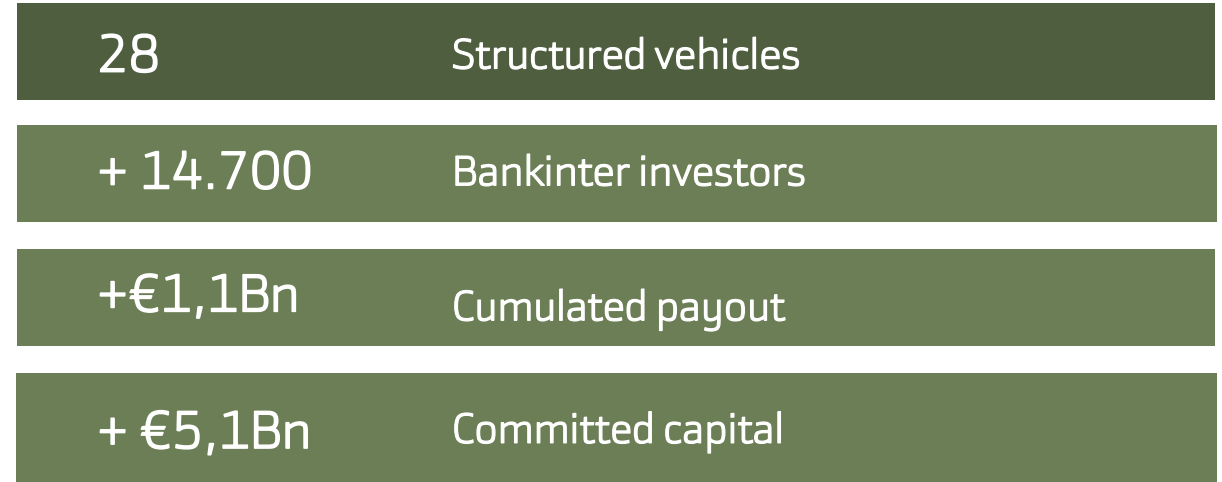 28 Structured vehicles
+ 14.700 Bankinter investors
+€1,1Bn Cumulated payout
+ €5,1Bn Committed capital